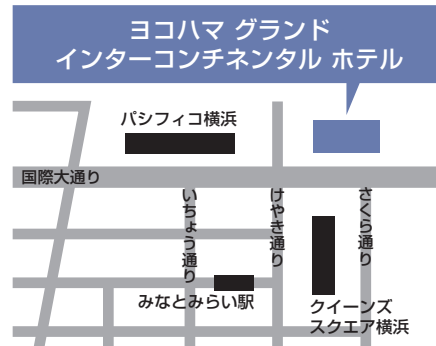 ヨコハマ グランド
インターコンチネンタル ホテル
パシフィコ横浜
国際大通り
いちょう通り
けやき通り
さくら通り
みなとみらい駅
クイーンズ
スクエア横浜